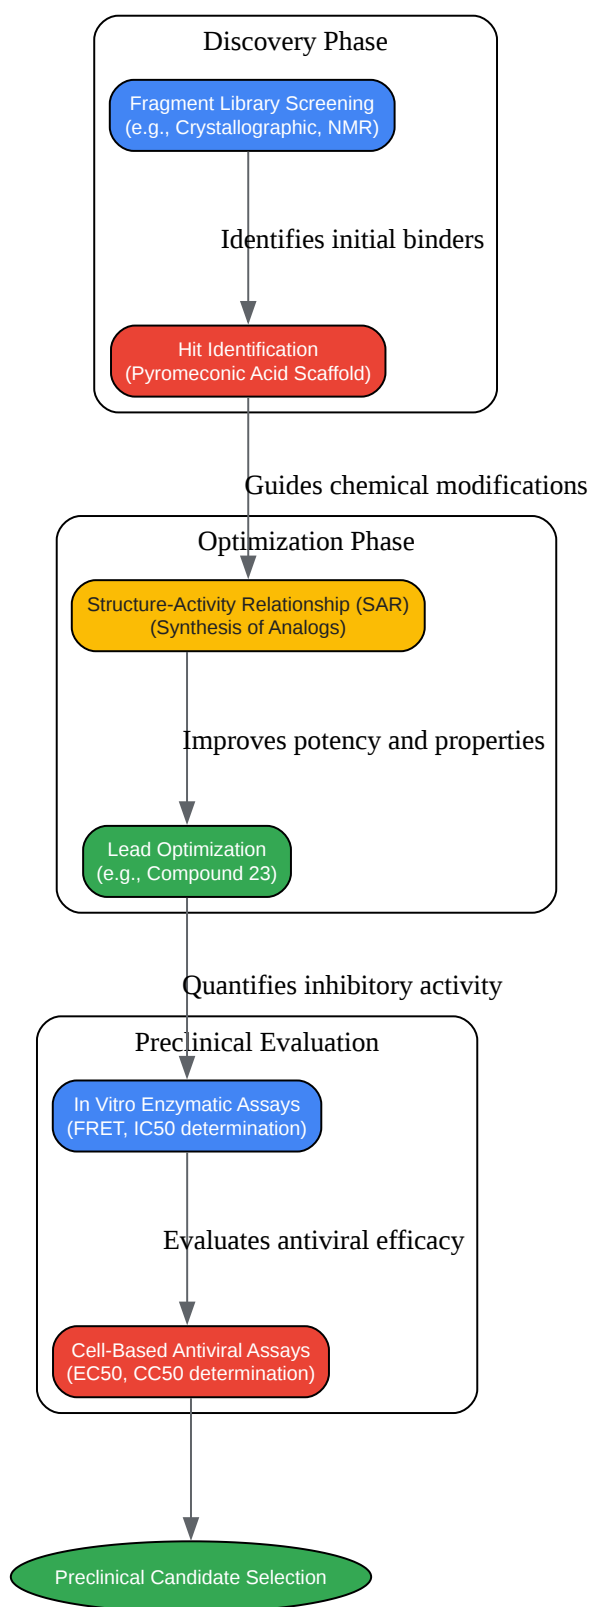 Discovery Phase
Fragment Library Screening
(e.g., Crystallographic, NMR)
Identifies initial binders
Hit Identification
(Pyromeconic Acid Scaffold)
Guides chemical modifications
Optimization Phase
Structure-Activity Relationship (SAR)
(Synthesis of Analogs)
Improves potency and properties
Lead Optimization
(e.g., Compound 23)
Quantifies inhibitory activity
Preclinical Evaluation
In Vitro Enzymatic Assays
(FRET, IC50 determination)
Evaluates antiviral efficacy
Cell-Based Antiviral Assays
(EC50, CC50 determination)
Preclinical Candidate Selection